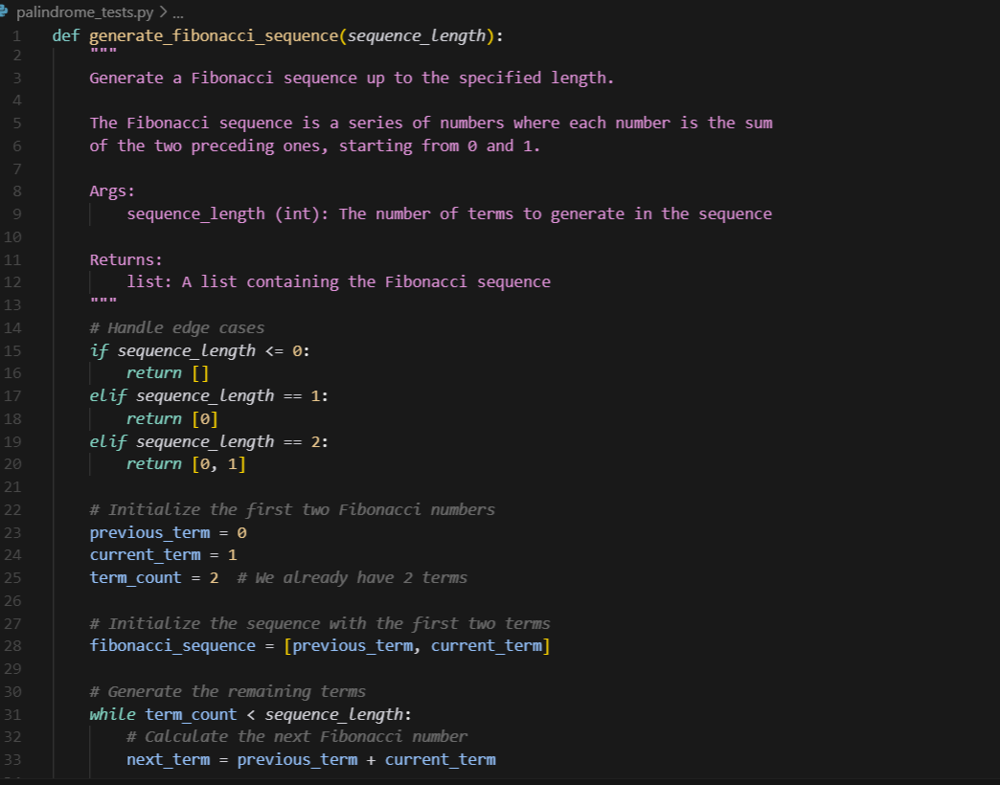 palindrome_tests.py > ...
1 def generate_fibonacci_sequence(sequence_length):
2     """
3     Generate a Fibonacci sequence up to the specified length.
4
5     The Fibonacci sequence is a series of numbers where each number is the sum
6     of the two preceding ones, starting from 0 and 1.
7
8     Args:
9         sequence_length (int): The number of terms to generate in the sequence
10
11     Returns:
12         list: A list containing the Fibonacci sequence
13     """
14     # Handle edge cases
15     if sequence_length <= 0:
16         return []
17     elif sequence_length == 1:
18         return [0]
19     elif sequence_length == 2:
20         return [0, 1]
21
22     # Initialize the first two Fibonacci numbers
23     previous_term = 0
24     current_term = 1
25     term_count = 2  # We already have 2 terms
26
27     # Initialize the sequence with the first two terms
28     fibonacci_sequence = [previous_term, current_term]
29
30     # Generate the remaining terms
31     while term_count < sequence_length:
32         # Calculate the next Fibonacci number
33         next_term = previous_term + current_term